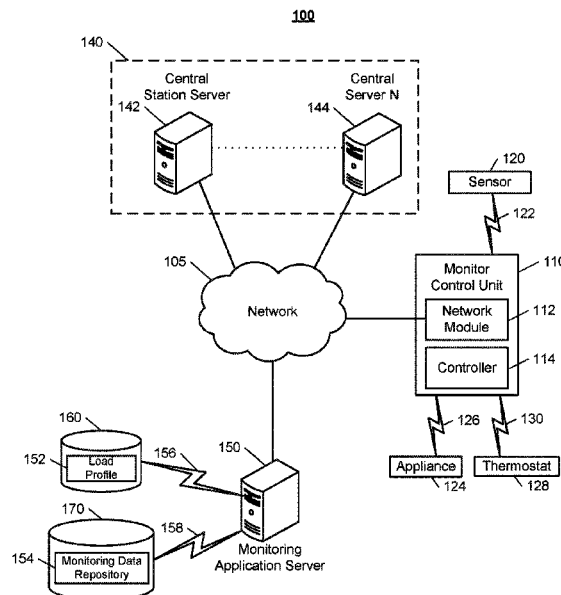 100
140
Central
Station Server
142
Central
Server N
144
120
Sensor
122
110
Monitor
Control Unit
Network
Module
112
Controller
114
105
Network
126
130
Appliance
124
Thermostat
128
160
152
Load
Profile
156
150
170
154
Monitoring Data
Repository
158
Monitoring
Application Server